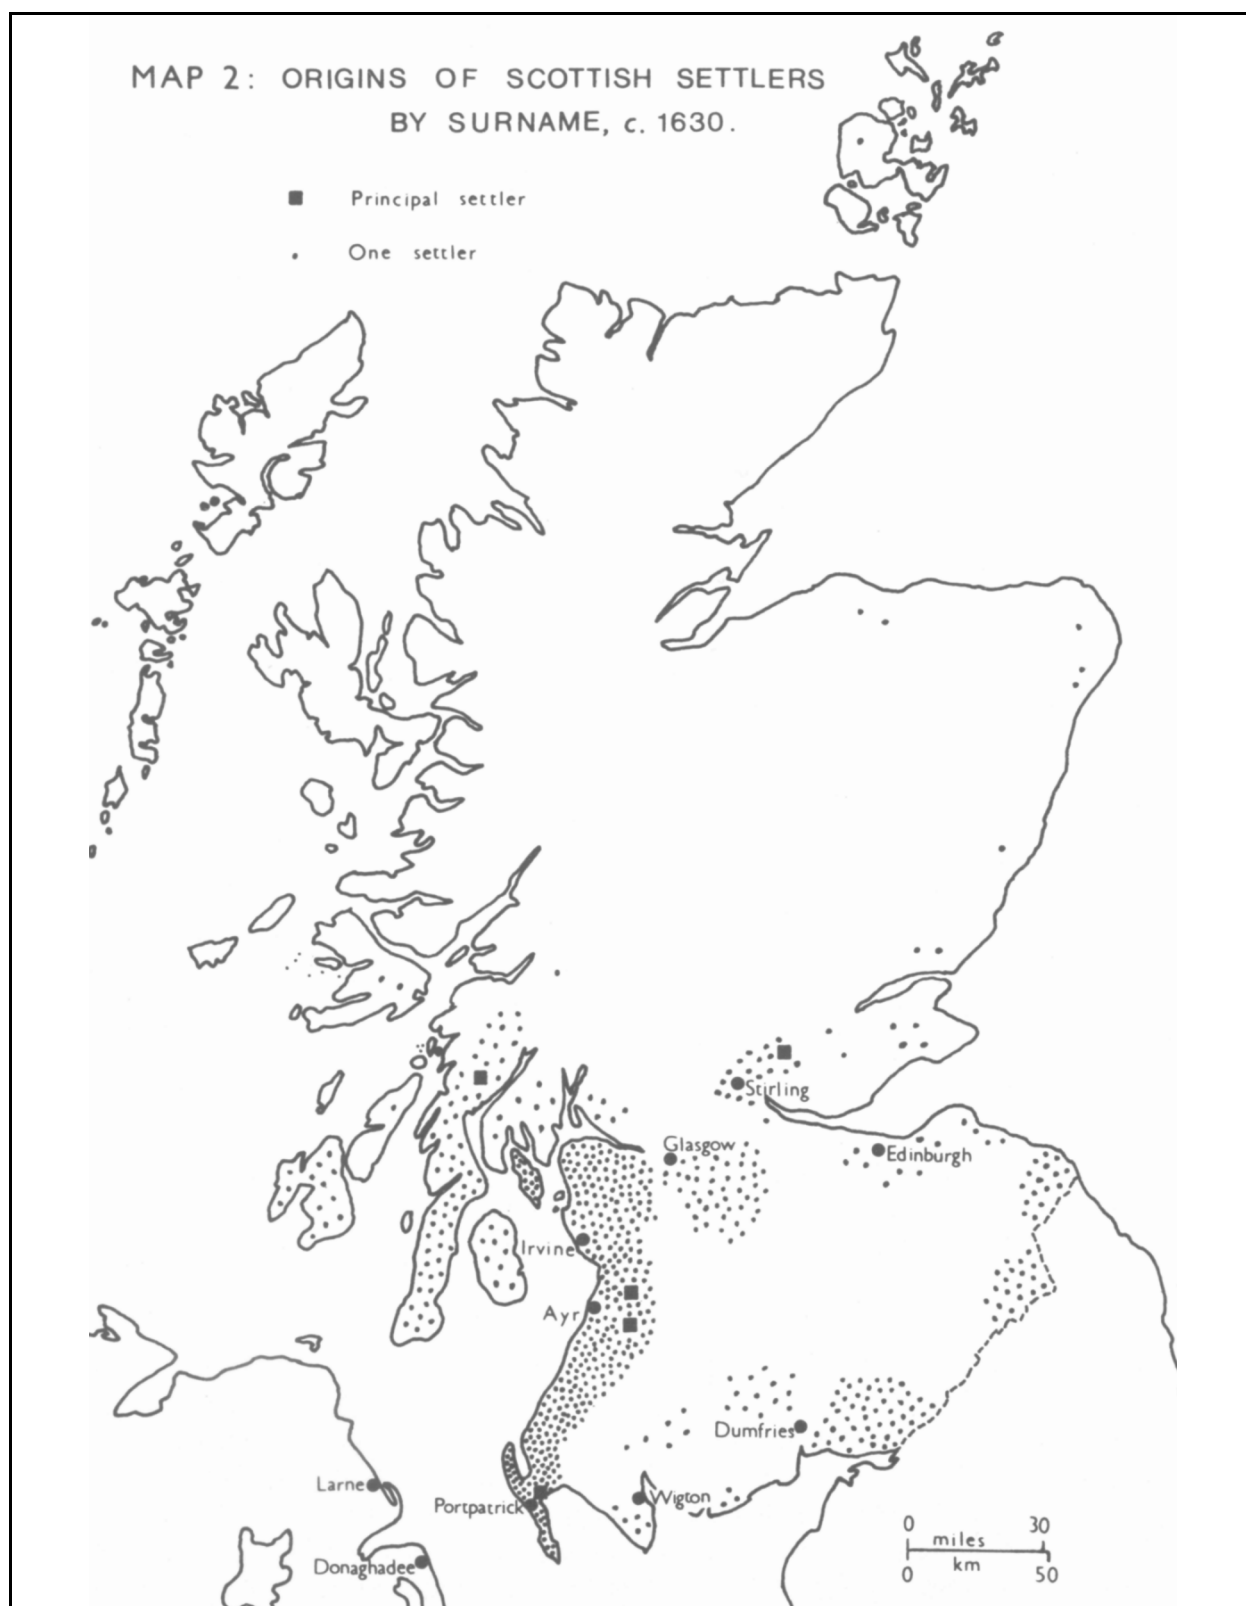 MAP 2: ORIGINS OF SCOTTISH SETTLERS
BY SURNAME, c. 1630.
Principal settler
One settler
Stirling
Glasgow
Edinburgh
Irvine
Ayr
Dumfries
Larne
Portpatrick
Wigton
Donaghadee
0 30
miles
km
0 50